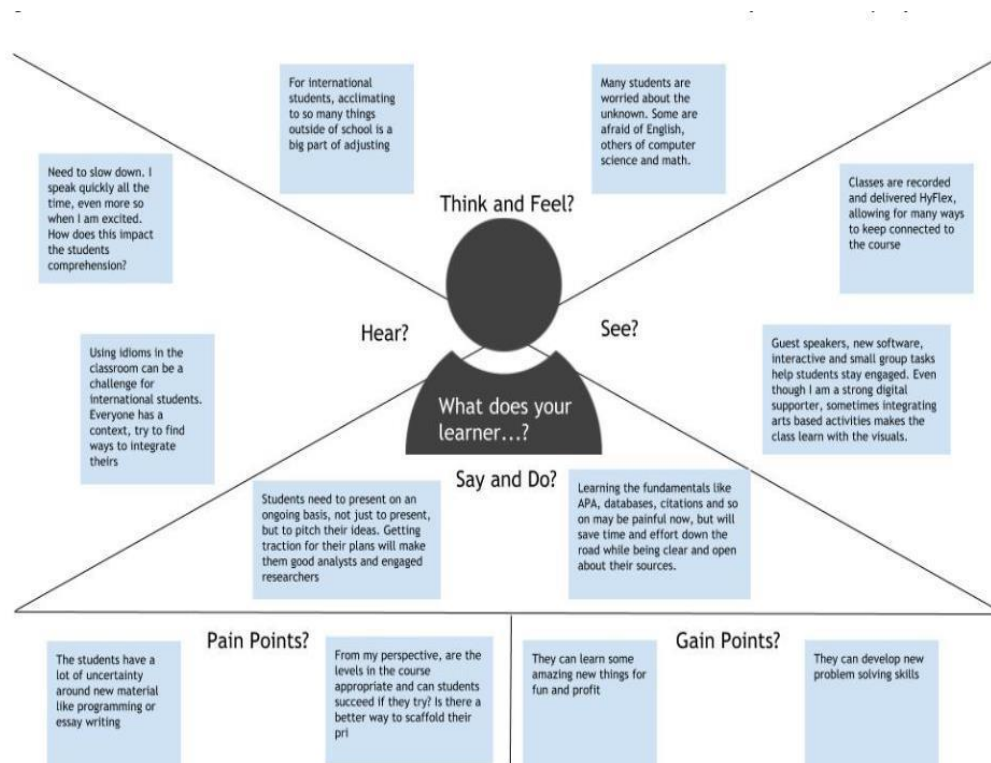 For international
students, acclimating
to so many things
outside of school is a
big part of adjusting
Many students are
worried about the
unknown. Some are
afraid of English,
others of computer
science and math.
Need to slow down. I
speak quickly all the
time, even more so
when I am excited.
How does this impact
the students
comprehension?
Classes are recorded
and delivered HyFlex,
allowing for many ways
to keep connected to
the course
Think and Feel?
Hear?
See?
Using idioms in the
classroom can be a
challenge for
international students.
Everyone has a
context, try to find
ways to integrate
theirs
Guest speakers, new software,
interactive and small group tasks
help students stay engaged. Even
though I am a strong digital
supporter, sometimes integrating
arts based activities makes the
class learn with the visuals.
What does your
learner...?
Say and Do?
Students need to present on an
ongoing basis, not just to present,
but to pitch their ideas. Getting
traction for their plans will make
them good analysts and engaged
researchers
Learning the fundamentals like
APA, databases, citations and so
on may be painful now, but will
save time and effort down the
road while being clear and open
about their sources.
Pain Points?
The students have a
lot of uncertainty
around new material
like programming or
essay writing
From my perspective, are the
levels in the course
appropriate and can students
succeed if they try? Is there a
better way to scaffold their
pri
Gain Points?
They can learn some
amazing new things for
fun and profit
They can develop new
problem solving skills